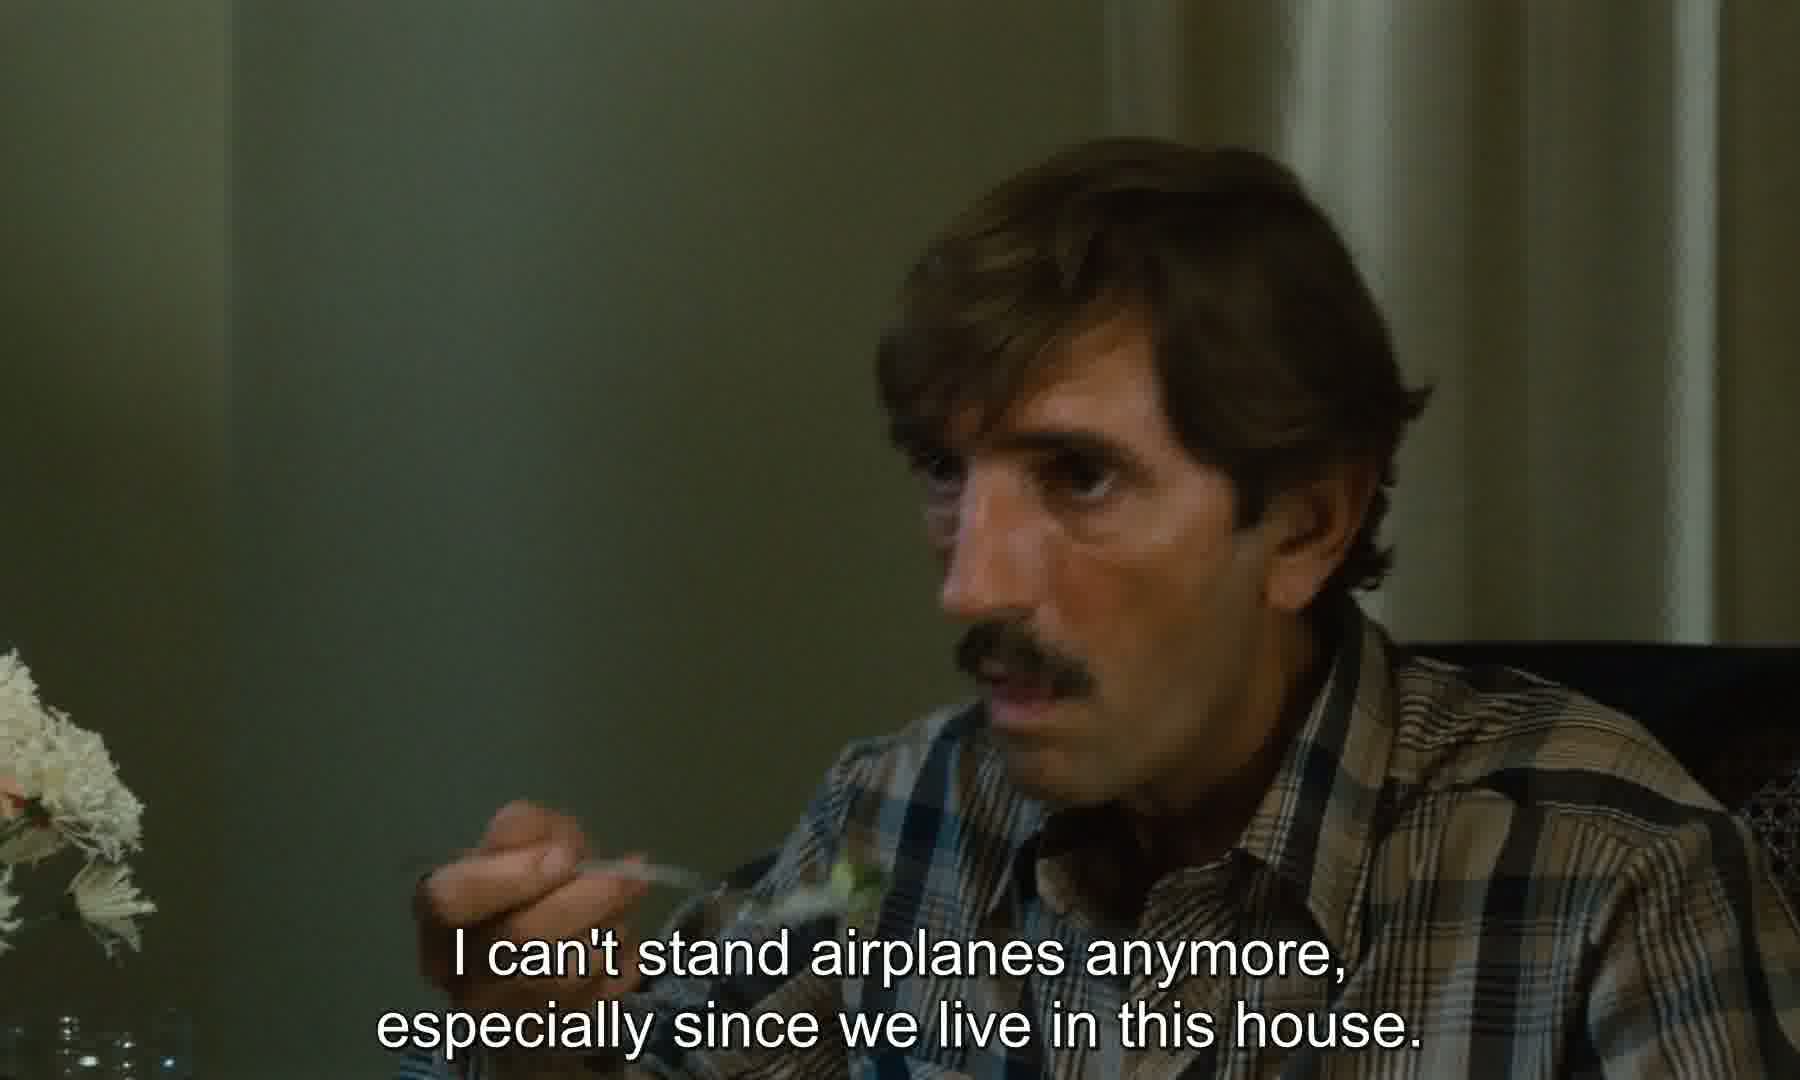 I can't stand airplanes anymore,
especially since we live in this house.